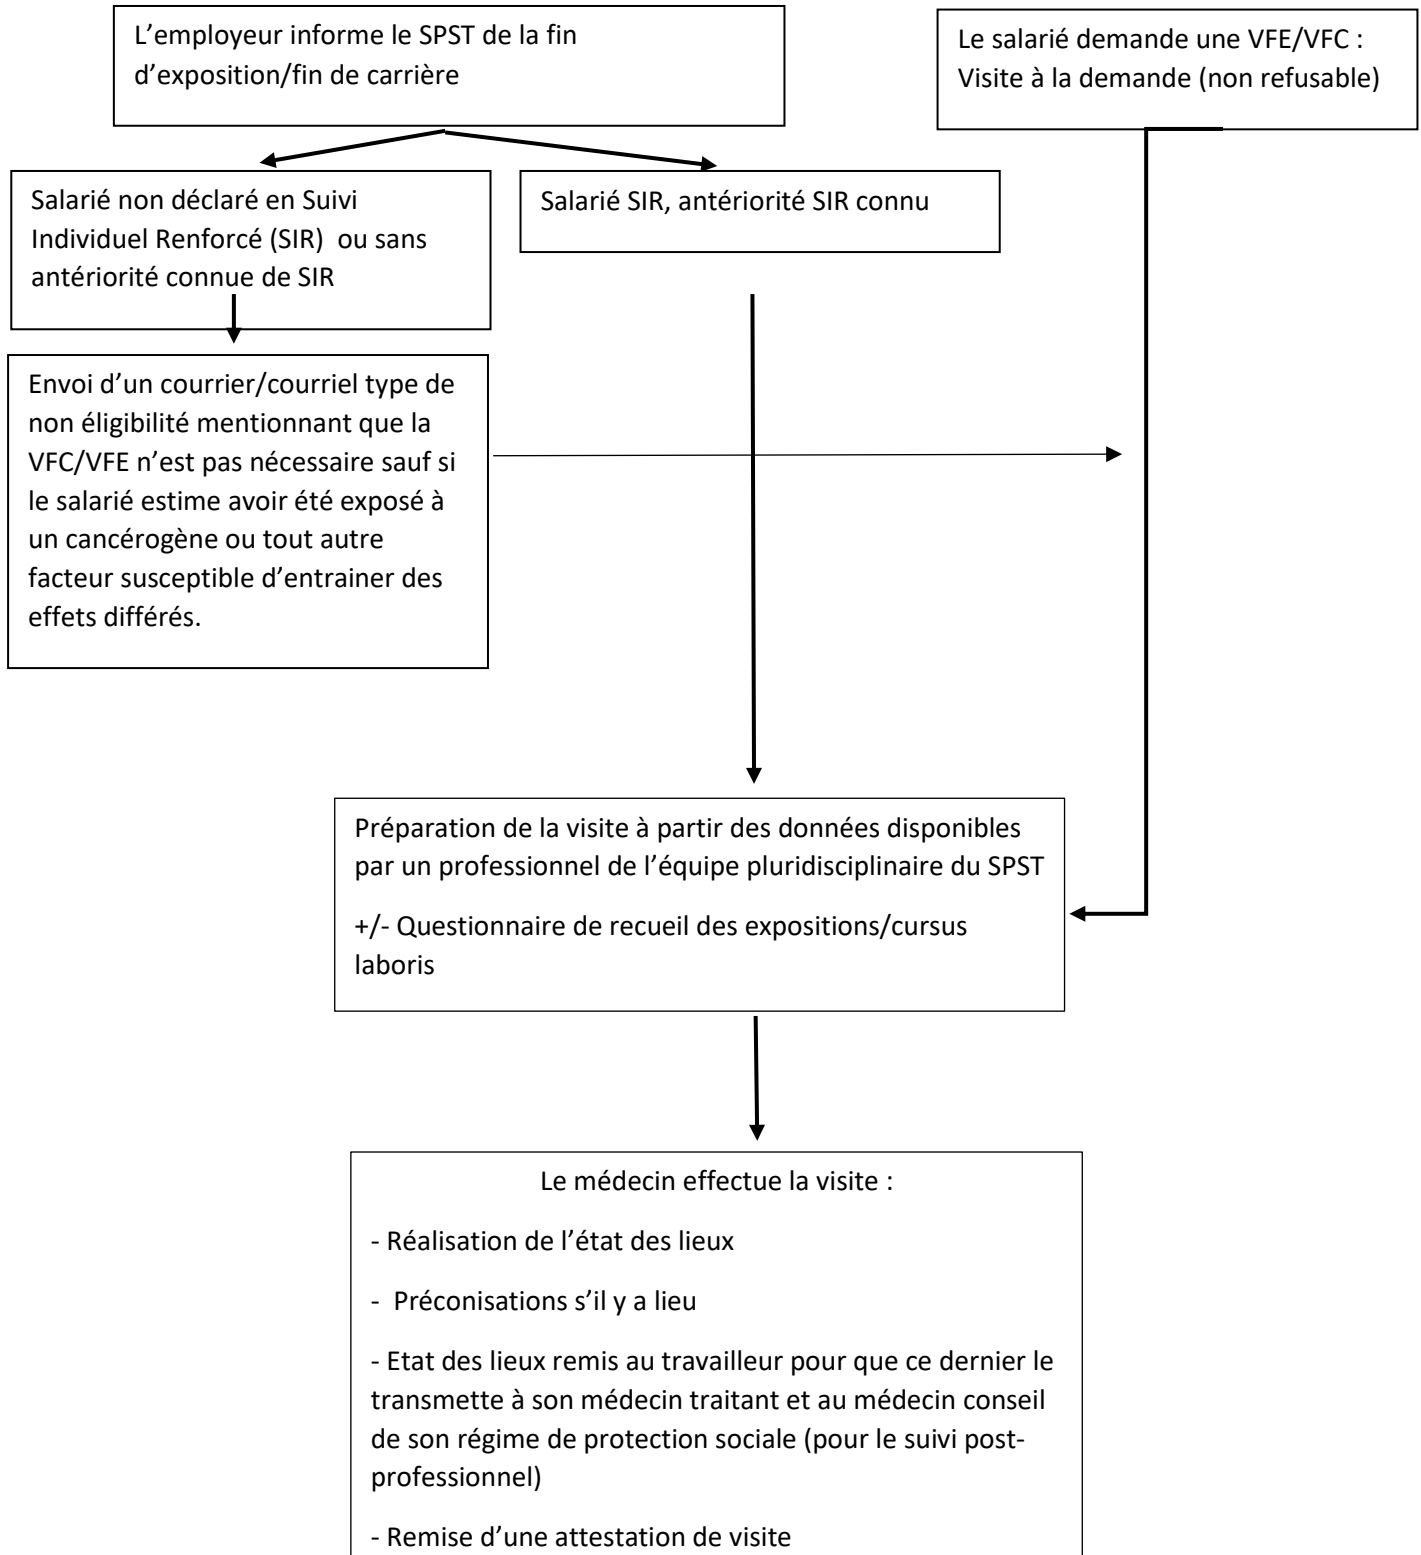 L’employeur informe le SPST de la fin
d’exposition/fin de carrière
Le salarié demande une VFE/VFC :
Visite à la demande (non refusable)
Salarié non déclaré en Suivi
Individuel Renforcé (SIR)  ou sans
antériorité connue de SIR
Salarié SIR, antériorité SIR connu
Envoi d’un courrier/courriel type de
non éligibilité mentionnant que la
VFC/VFE n’est pas nécessaire sauf si
le salarié estime avoir été exposé à
un cancérogène ou tout autre
facteur susceptible d’entrainer des
effets différés.
Préparation de la visite à partir des données disponibles
par un professionnel de l’équipe pluridisciplinaire du SPST
+/- Questionnaire de recueil des expositions/cursus
laboris
Le médecin effectue la visite :
- Réalisation de l’état des lieux
-  Préconisations s’il y a lieu
- Etat des lieux remis au travailleur pour que ce dernier le
transmette à son médecin traitant et au médecin conseil
de son régime de protection sociale (pour le suivi post-
professionnel)
- Remise d’une attestation de visite